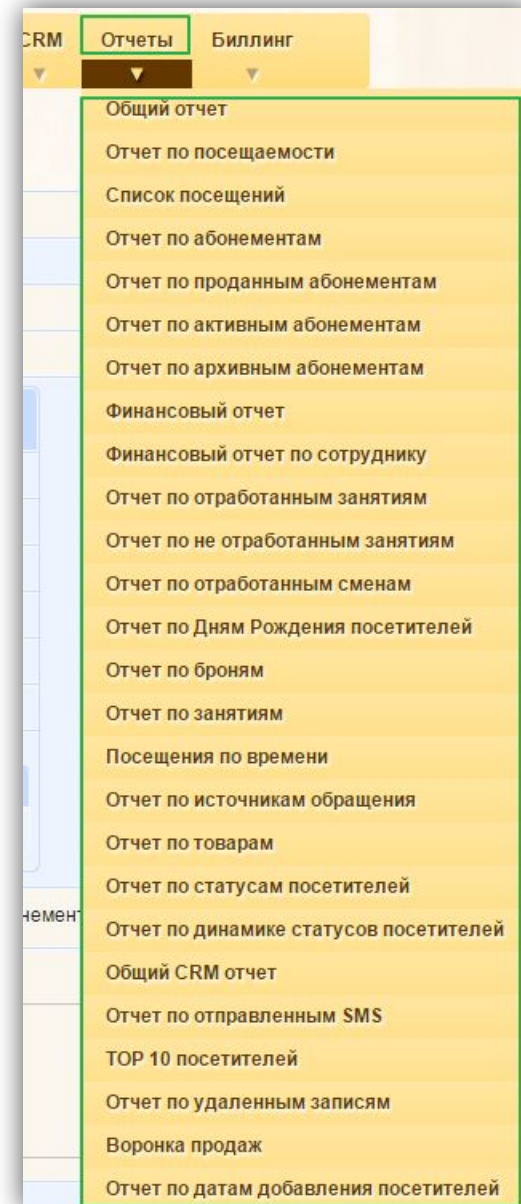 CRM Отчеты Биллинг
Общий отчет
Отчет по посещаемости
Список посещений
Отчет по абонементам
Отчет по проданным абонементам
Отчет по активным абонементам
Отчет по архивным абонементам
Финансовый отчет
Финансовый отчет по сотруднику
Отчет по отработанным занятиям
Отчет по не отработанным занятиям
Отчет по отработанным сменам
Отчет по Дням Рождения посетителей
Отчет по броням
Отчет по занятиям
Посещения по времени
Отчет по источникам обращения
Отчет по товарам
Отчет по статусам посетителей
немент
Отчет по динамике статусов посетителей
Общий CRM отчет
Отчет по отправленным SMS
TOP 10 посетителей
Отчет по удаленным записям
Воронка продаж
Отчет по датам добавления посетителей